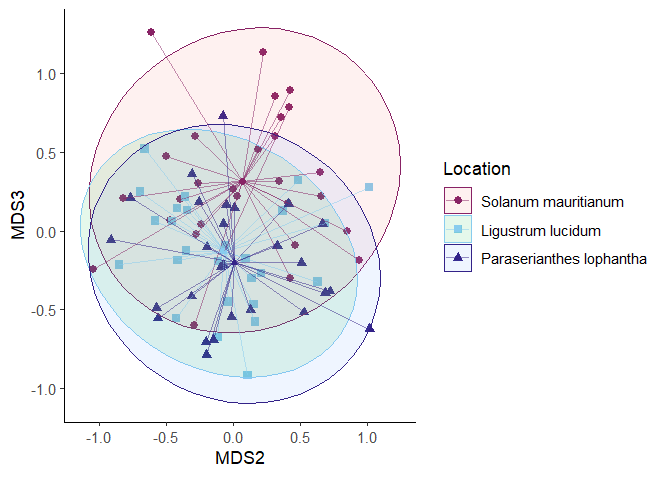 1.0
0.5
0.0
-0.5
-1.0
MDS3
-1.0 -0.5 0.0 0.5 1.0
MDS2
Location
Solanum mauritianum
Ligustrum lucidum
Paraserianthes lophantha